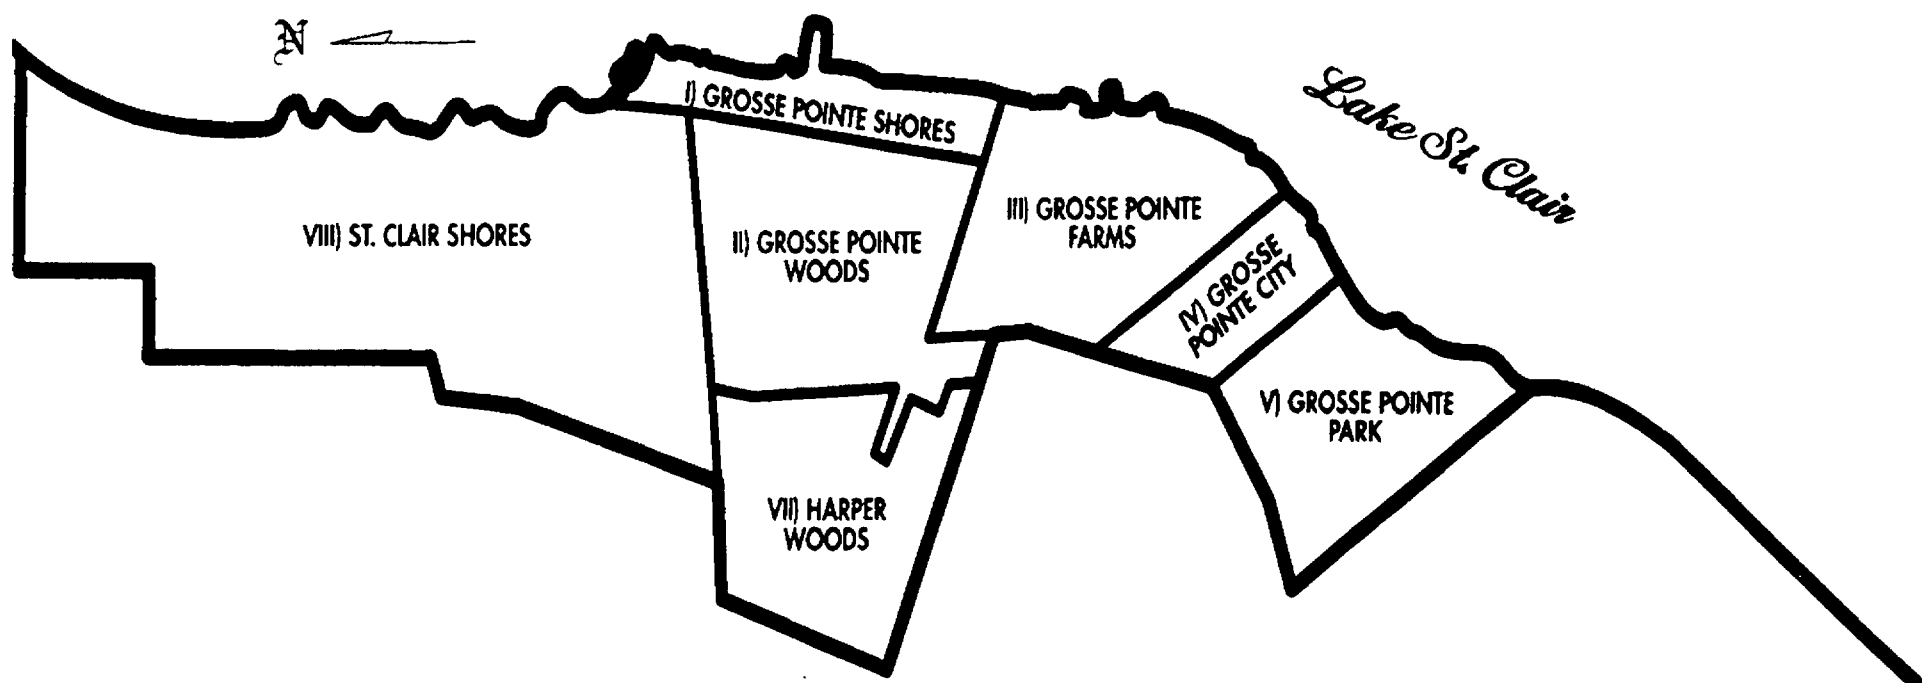 N
Lake St. Clair
I) GROSSE POINTE SHORES
VIII) ST. CLAIR SHORES
II) GROSSE POINTE
WOODS
III) GROSSE POINTE
FARMS
IV) GROSSE
POINTE CITY
V) GROSSE POINTE
PARK
VII) HARPER
WOODS